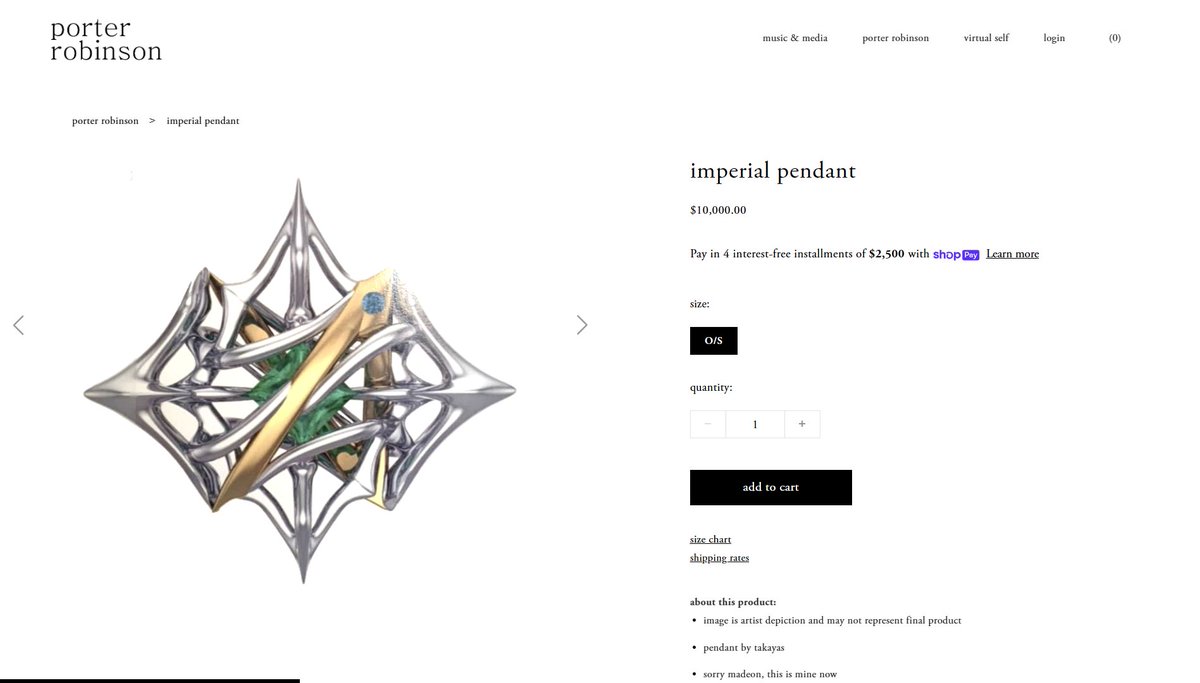 porter
robinson
music & media
porter robinson
virtual self
login
(0)
porter robinson > imperial pendant
imperial pendant
$10,000.00
Pay in 4 interest-free installments of $2,500 with shop Pay Learn more
size:
O/S
quantity:
− 1 +
add to cart
size chart
shipping rates
about this product:
• image is artist depiction and may not represent final product
• pendant by takayas
• sorry madeon, this is mine now